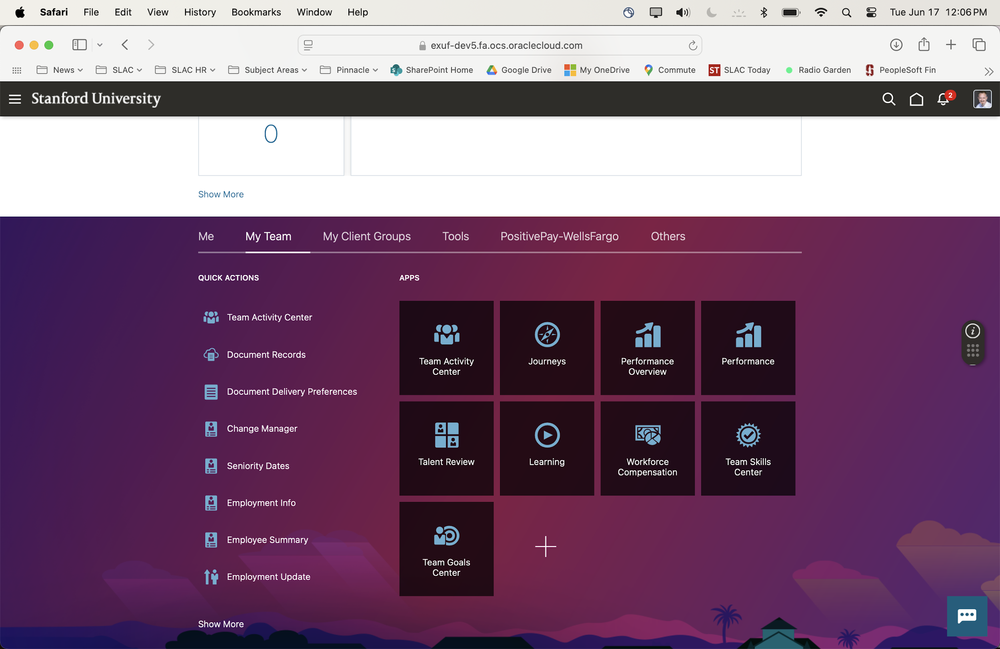 Safari File Edit View History Bookmarks Window Help Tue Jun 17 12:06 PM
exuf-dev5.fa.ocs.oraclecloud.com
News SLAC SLAC HR Subject Areas Pinnacle SharePoint Home Google Drive My OneDrive Commute ST SLAC Today Radio Garden PeopleSoft Fin
Stanford University 2
0
Show More
Me My Team My Client Groups Tools PositivePay-WellsFargo Others
QUICK ACTIONS
Team Activity Center
Document Records
Document Delivery Preferences
Change Manager
Seniority Dates
Employment Info
Employee Summary
Employment Update
Show More
APPS
Team Activity
Center
Journeys
Performance
Overview
Performance
Talent Review
Learning
Workforce
Compensation
Team Skills
Center
Team Goals
Center